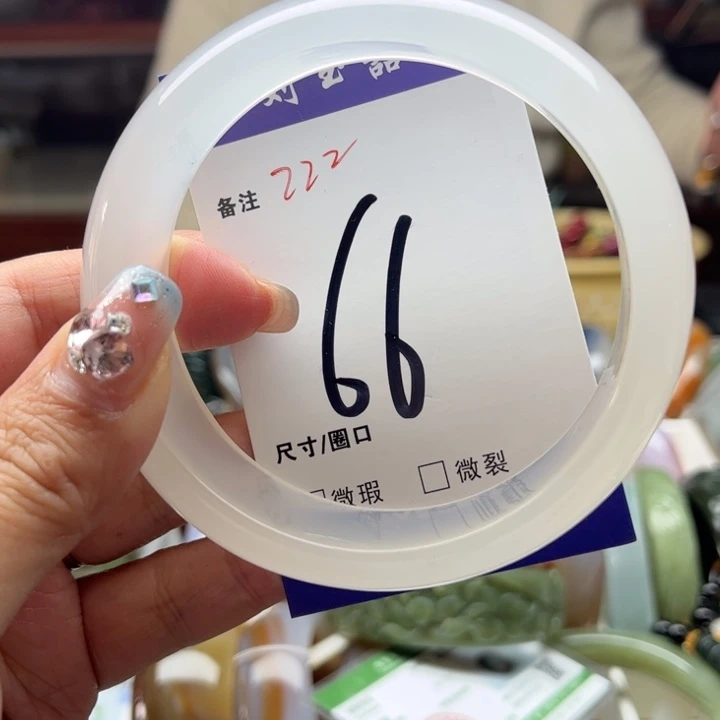 备注 222
66
尺寸/圈口
微瑕 □ 微裂